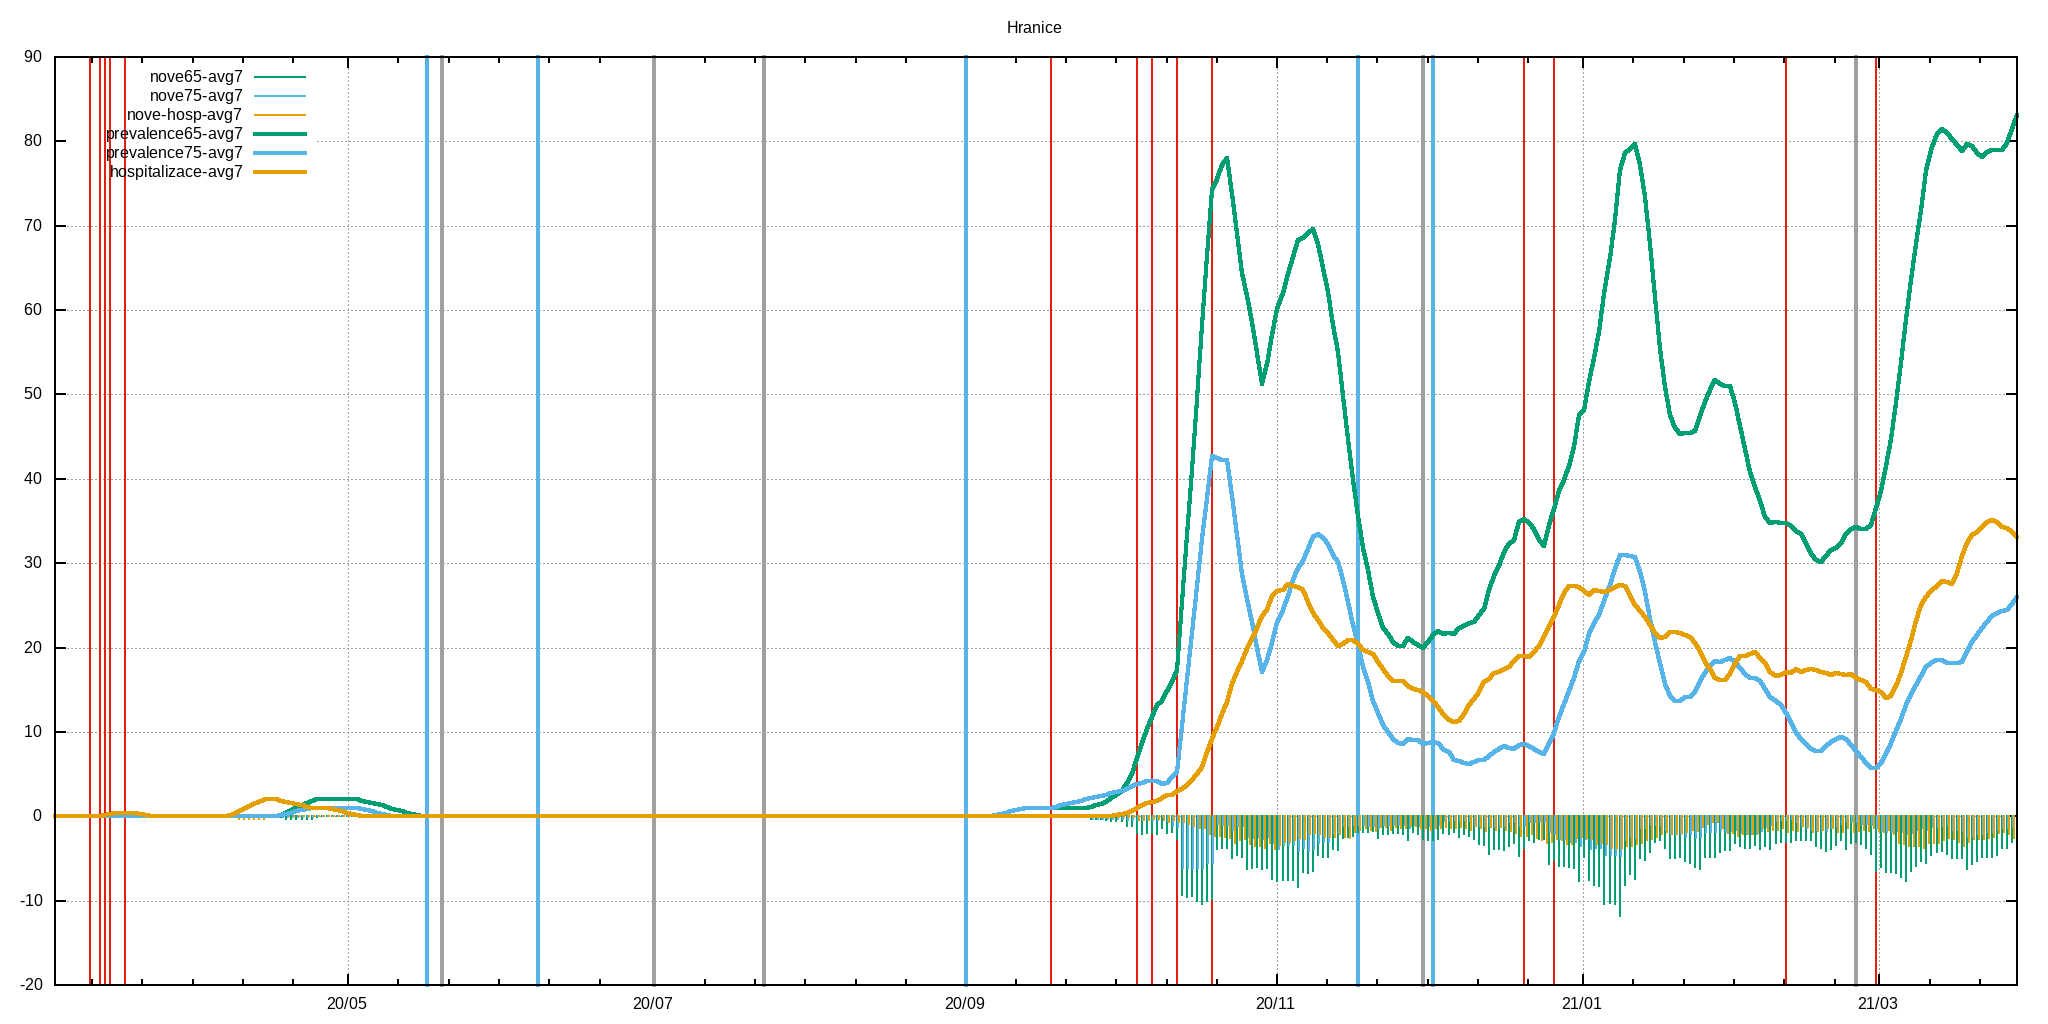 Hranice
90
80
70
60
50
40
30
20
10
0
-10
-20
nove65-avg7
nove75-avg7
nove-hosp-avg7
prevalence65-avg7
prevalence75-avg7
hospitalizace-avg7
20/05 20/07 20/09 20/11 21/01 21/03